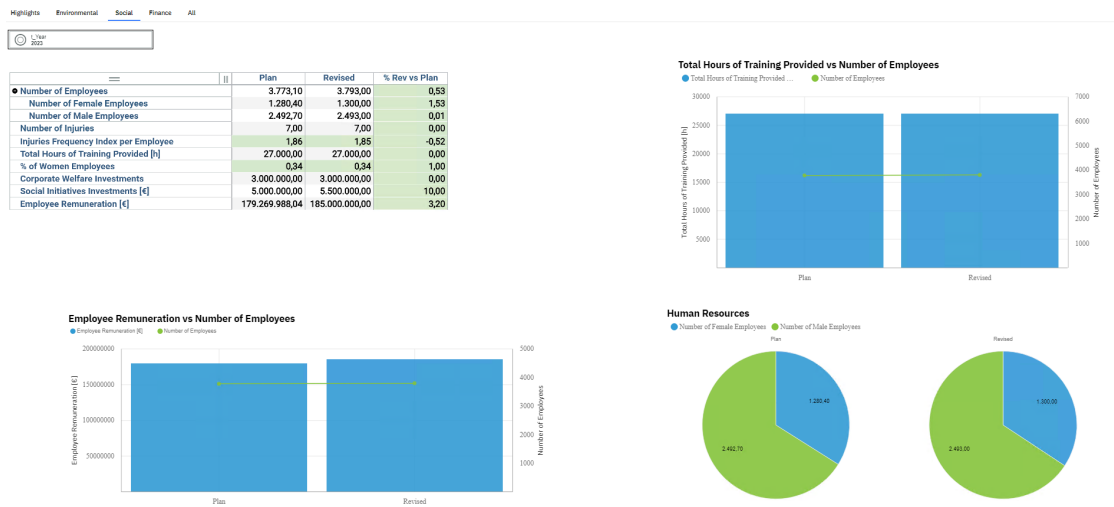 Highlights Environmental Social Finance All
t_Year
2023
Plan Revised % Rev vs Plan
Number of Employees 3.773,10 3.793,00 0,53
Number of Female Employees 1.280,40 1.300,00 1,53
Number of Male Employees 2.492,70 2.493,00 0,01
Number of Injuries 7,00 7,00 0,00
Injuries Frequency Index per Employee 1,86 1,85 -0,52
Total Hours of Training Provided [h] 27.000,00 27.000,00 0,00
% of Women Employees 0,34 0,34 1,00
Corporate Welfare Investments 3.000.000,00 3.000.000,00 0,00
Social Initiatives Investments [€] 5.000.000,00 5.500.000,00 10,00
Employee Remuneration [€] 179.269.988,04 185.000.000,00 3,20
Total Hours of Training Provided vs Number of Employees
Total Hours of Training Provided ... Number of Employees
30000
25000
20000
15000
10000
5000
Total Hours of Training Provided [h]
7000
6000
5000
4000
3000
2000
1000
Number of Employees
Plan Revised
Employee Remuneration vs Number of Employees
Employee Remuneration [€] Number of Employees
200000000
150000000
100000000
50000000
Employee Remuneration [€]
5000
4000
3000
2000
1000
Number of Employees
Plan Revised
Human Resources
Number of Female Employees Number of Male Employees
Plan Revised
1.280,40
2.492,70
1.300,00
2.493,00